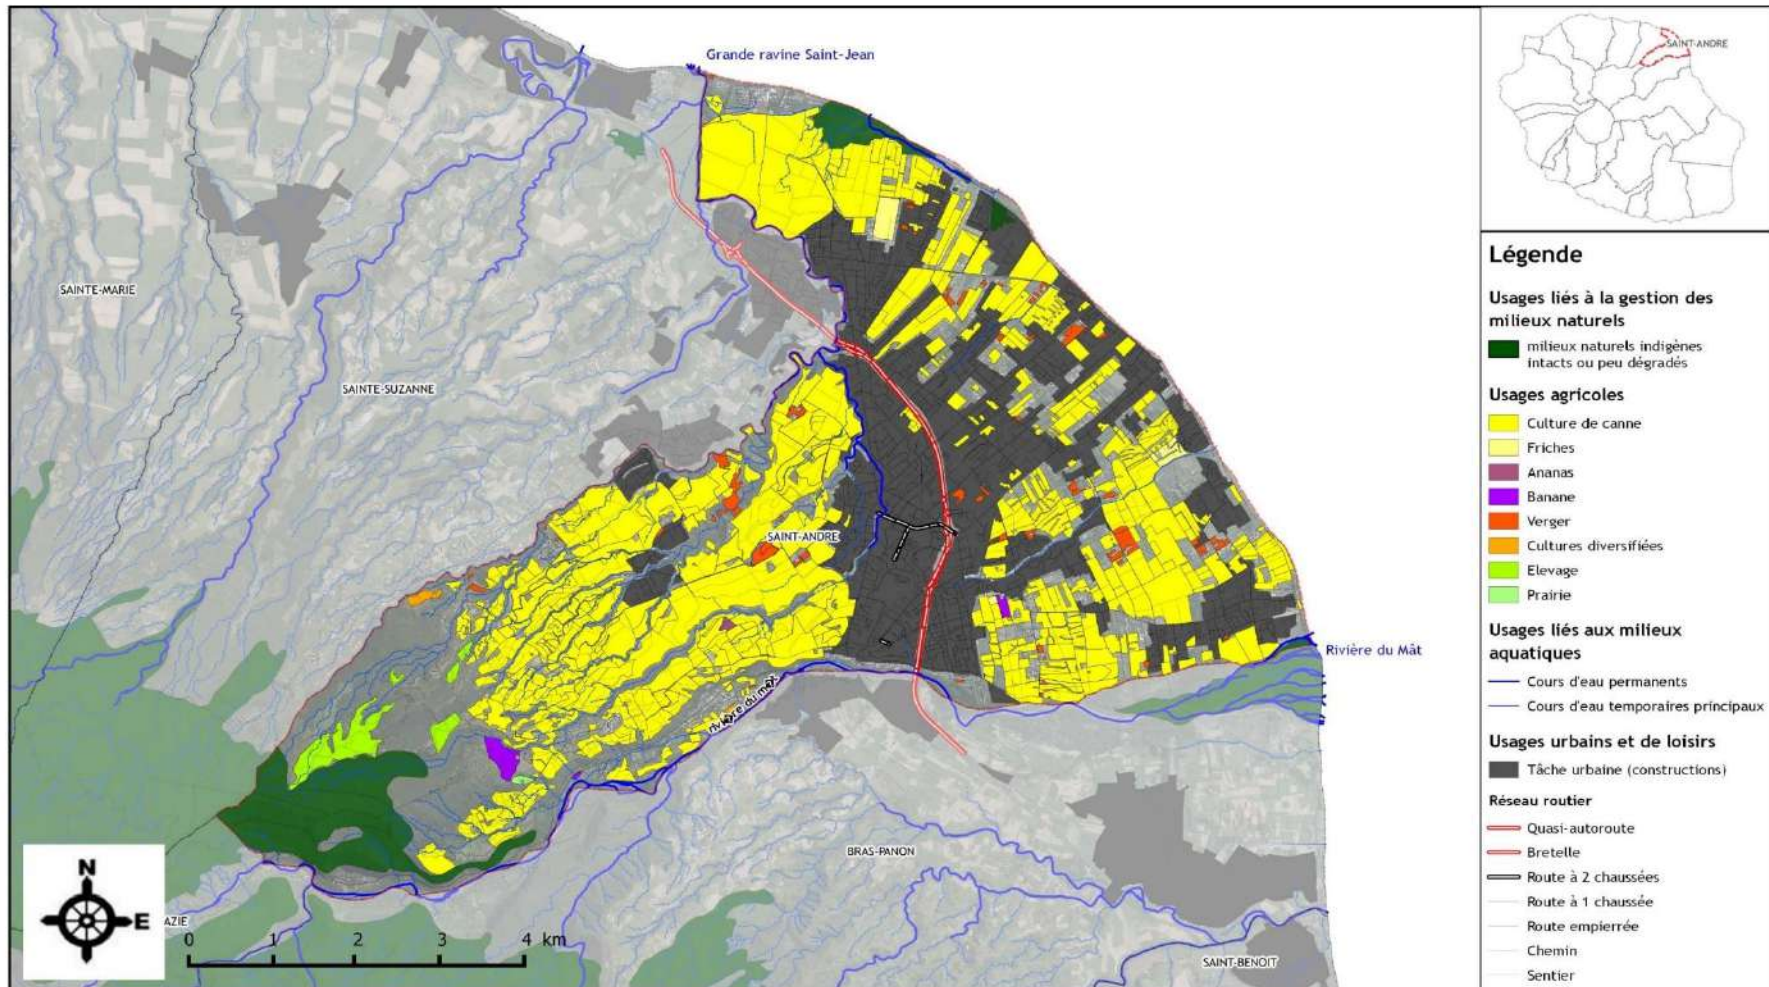 Grande ravine Saint-Jean
SAINT-ANDRE
SAINTE-MARIE
SAINTE-SUZANNE
SAINT-ANDRE
Rivière du Mât
rivière du mât
BRAS-PANON
AZIE
SAINT-BENOIT
N
E
0 1 2 3 4 km
Légende
Usages liés à la gestion des
milieux naturels
milieux naturels indigènes
intacts ou peu dégradés
Usages agricoles
Culture de canne
Friches
Ananas
Banane
Verger
Cultures diversifiées
Elevage
Prairie
Usages liés aux milieux
aquatiques
Cours d'eau permanents
Cours d'eau temporaires principaux
Usages urbains et de loisirs
Tâche urbaine (constructions)
Réseau routier
Quasi-autoroute
Bretelle
Route à 2 chaussées
Route à 1 chaussée
Route empierrée
Chemin
Sentier